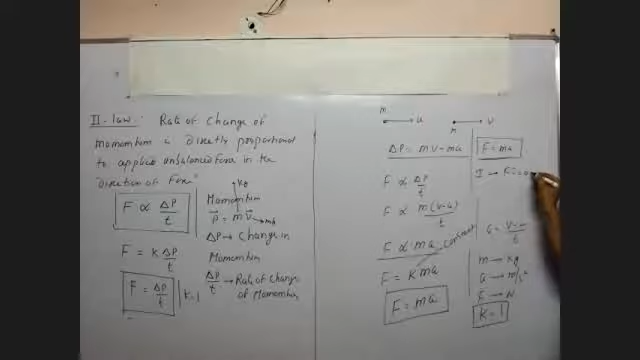 II - law : Rate of Change of
Momentum is directly proportional
to applied unbalanced force in the
direction of Force"
F ∝ ΔP/t
Momentum
P = mv
ΔP → Change in
Momentum
F = K ΔP/t
F = ΔP/t | K=1
ΔP/t → Rate of Change
of Momentum
m u m v
ΔP = mv - mu
F ∝ ΔP/t
F ∝ m(v-u)/t
F ∝ ma
constant
F = K ma
F = ma
F = ma
I →
m → kg
a → m/s²
F → N
K = 1